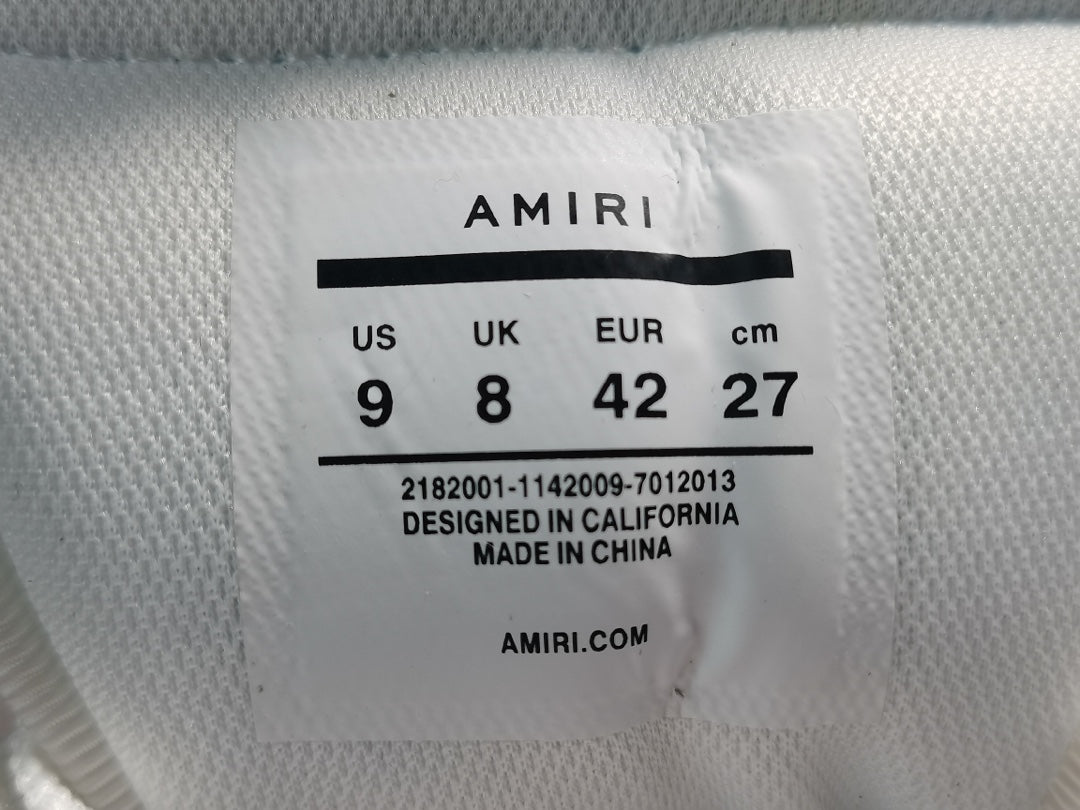 AMIRI
US UK EUR cm
9 8 42 27
2182001-1142009-7012013
DESIGNED IN CALIFORNIA
MADE IN CHINA
AMIRI.COM